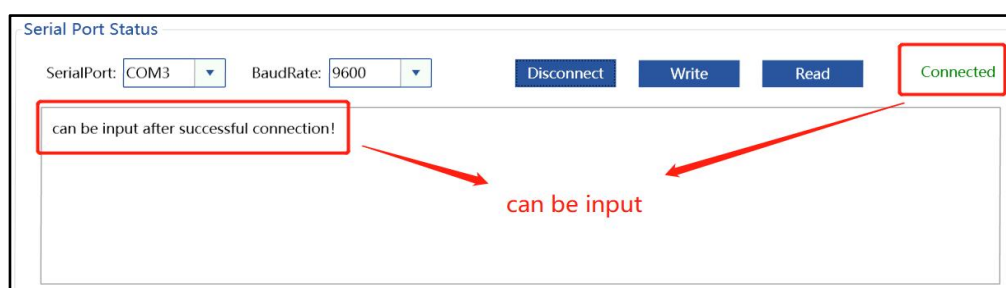 Serial Port Status
SerialPort: COM3 BaudRate: 9600 Disconnect Write Read Connected
can be input after successful connection!
can be input